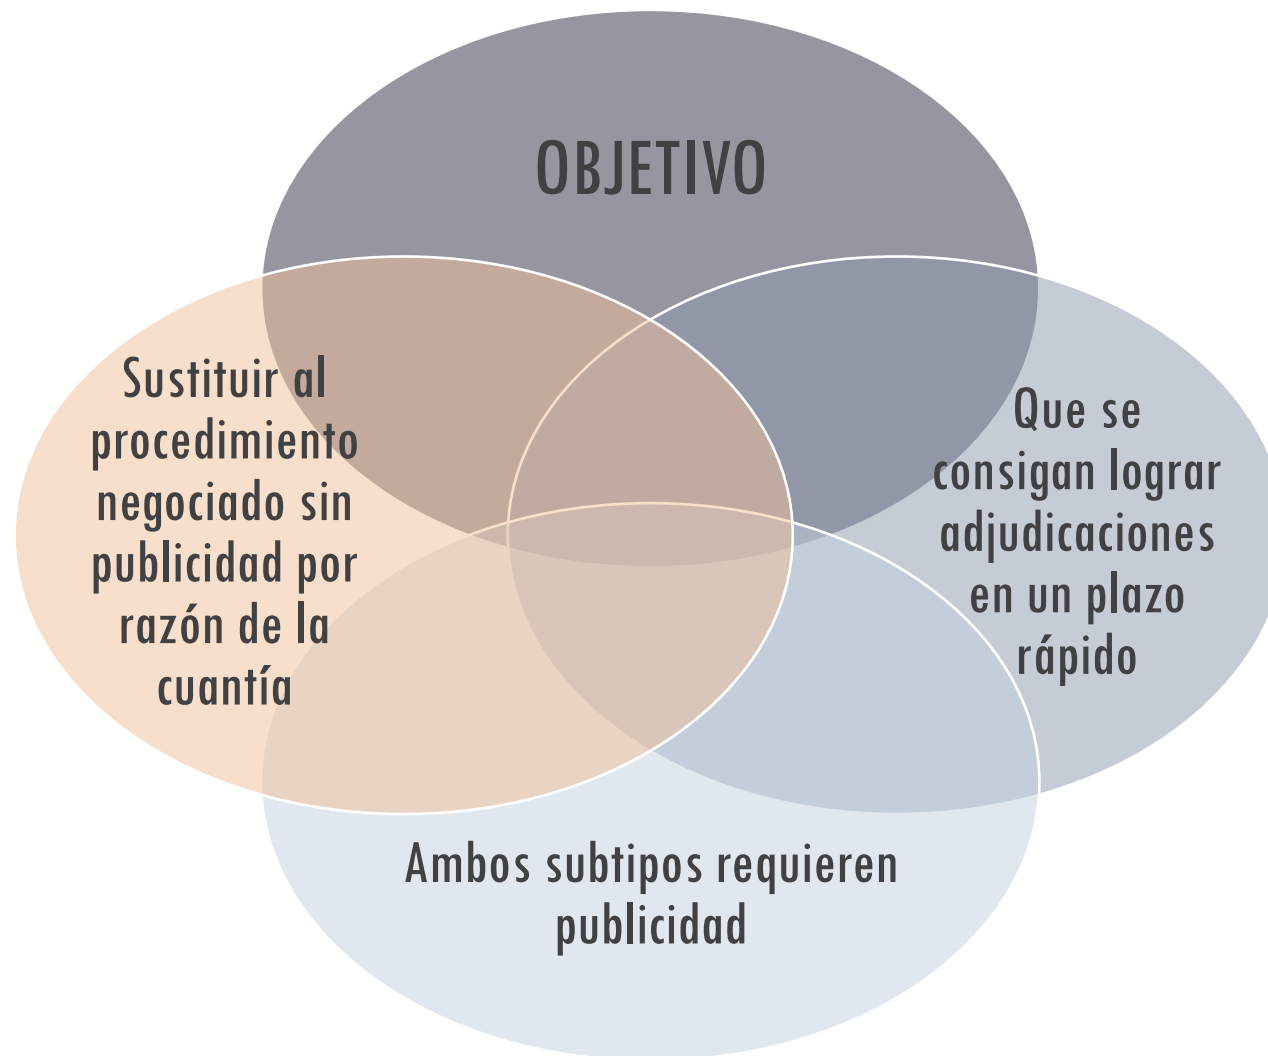 OBJETIVO
Sustituir al
procedimiento
negociado sin
publicidad por
razón de la
cuantía
Que se
consigan lograr
adjudicaciones
en un plazo
rápido
Ambos subtipos requieren
publicidad